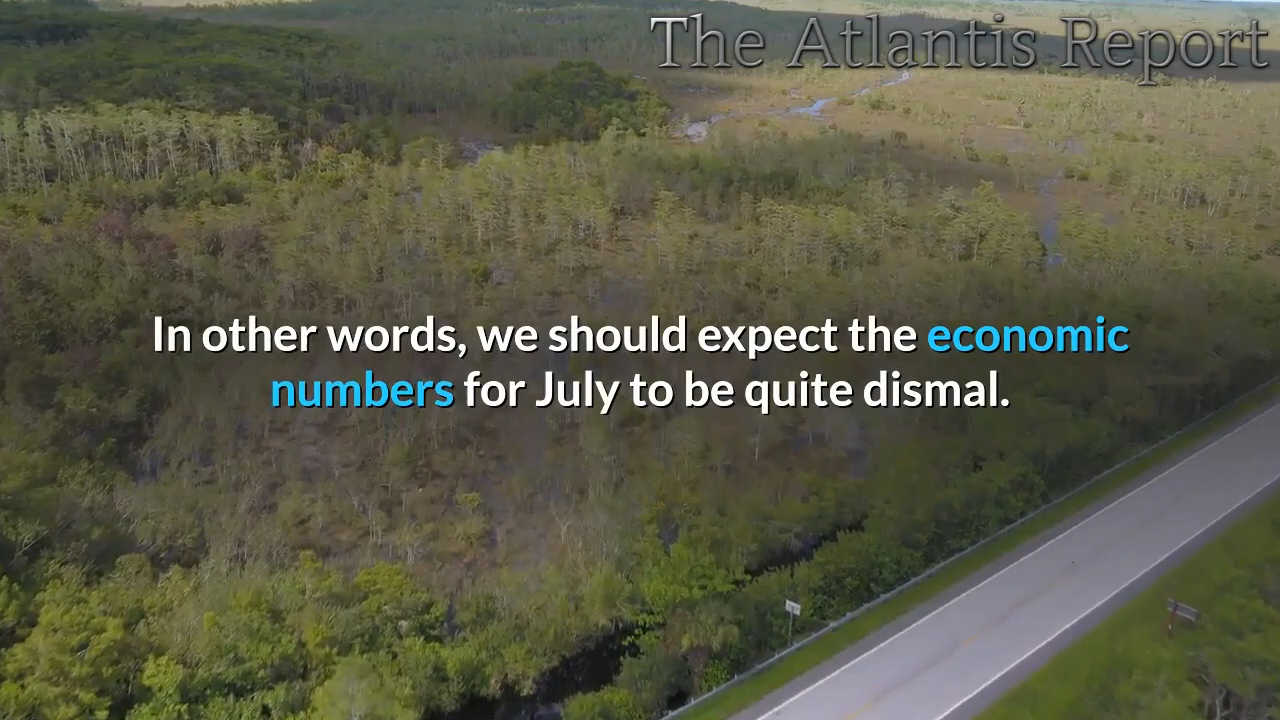 The Atlantis Report
In other words, we should expect the economic
numbers for July to be quite dismal.